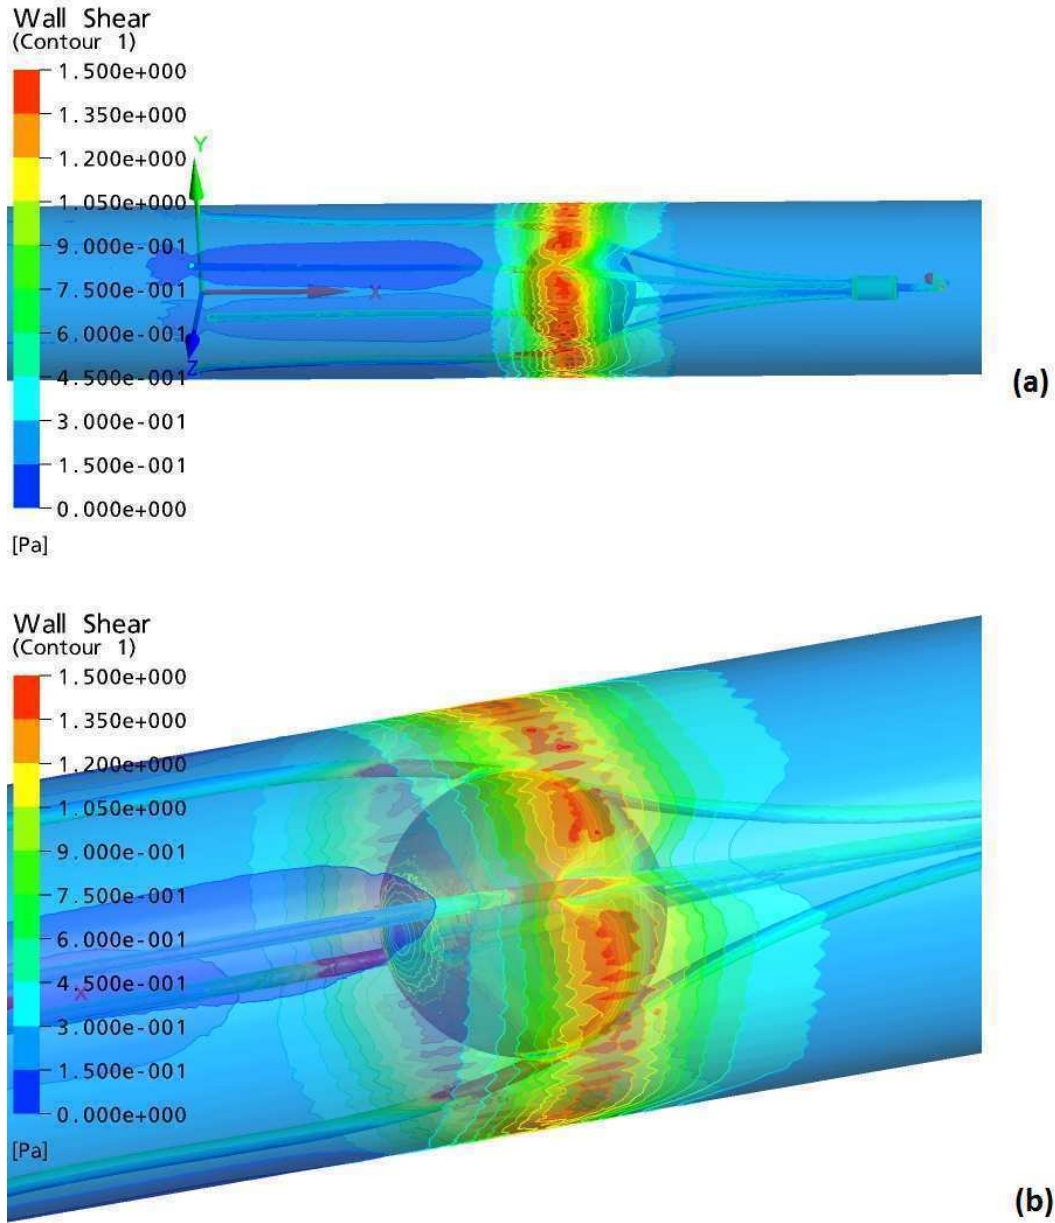 Wall Shear
(Contour 1)
1.500e+000
1.350e+000
1.200e+000
1.050e+000
9.000e-001
7.500e-001
6.000e-001
4.500e-001
3.000e-001
1.500e-001
0.000e+000
[Pa]
Y
X
Z
(a)
Wall Shear
(Contour 1)
1.500e+000
1.350e+000
1.200e+000
1.050e+000
9.000e-001
7.500e-001
6.000e-001
4.500e-001
3.000e-001
1.500e-001
0.000e+000
[Pa]
X
(b)